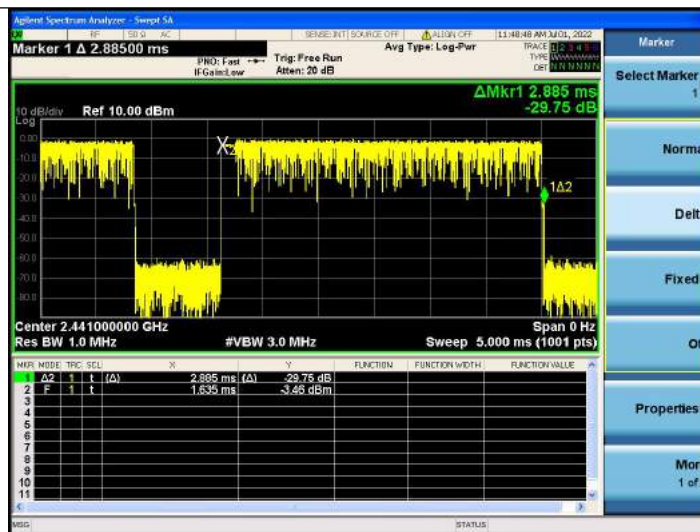 Agilent Spectrum Analyzer - Swept SA
RF 50 Ω AC SENSE:INT SOURCE OFF ALIGN OFF 11:48:48 AM Jul 01, 2022
Marker 1 Δ 2.88500 ms
PNO: Fast Trig: Free Run Avg Type: Log-Pwr TRACE 1 2 3 4 5 6
IFGain:Low Atten: 20 dB TYPE
DET N N N N N N
ΔMkr1 2.885 ms
-29.75 dB
10 dB/div Ref 10.00 dBm
Log
0.00
-10.0
-20.0
-30.0
-40.0
-50.0
-60.0
-70.0
-80.0
X2
1Δ2
Center 2.441000000 GHz Span 0 Hz
Res BW 1.0 MHz #VBW 3.0 MHz Sweep 5.000 ms (1001 pts)
MKR MODE TRC SCL X Y FUNCTION FUNCTION WIDTH FUNCTION VALUE
1 Δ2 1 t (Δ) 2.885 ms (Δ) -29.75 dB
2 F 1 t 1.635 ms -3.46 dBm
3
4
5
6
7
8
9
10
11
MSG STATUS
Marker
Select Marker
1
Norma
Delt
Fixed
Of
Properties
Mor
1 of